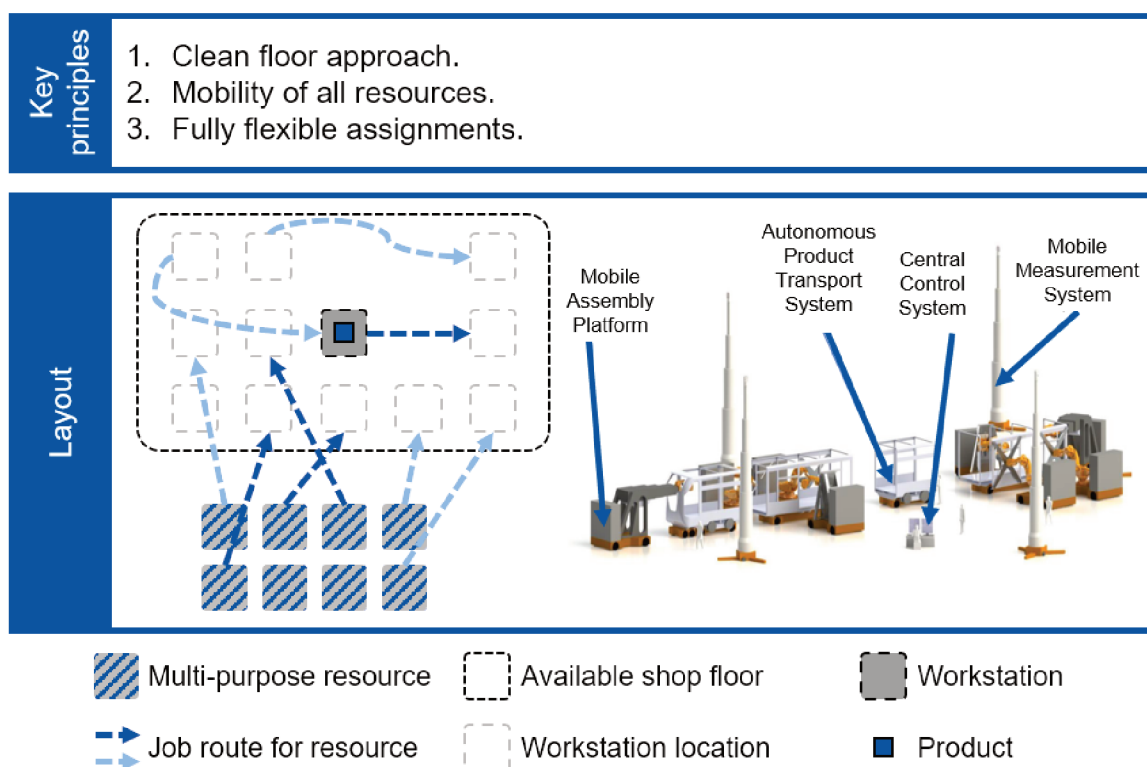 Key
principles
1. Clean floor approach.
2. Mobility of all resources.
3. Fully flexible assignments.
Layout
Mobile
Assembly
Platform
Autonomous
Product
Transport
System
Central
Control
System
Mobile
Measurement
System
Multi-purpose resource
Available shop floor
Workstation
Job route for resource
Workstation location
Product